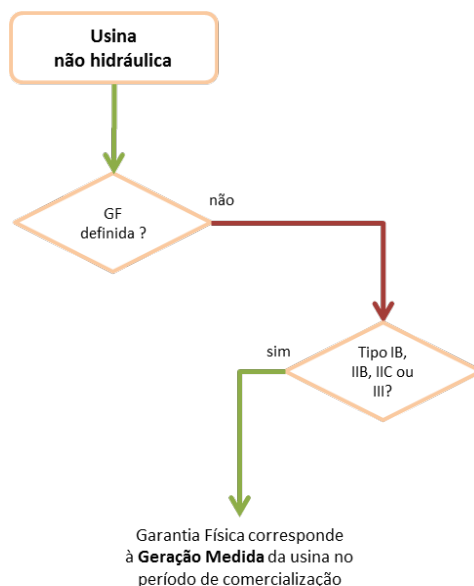 Usina
não hidráulica
GF
definida ?
não
Tipo IB,
IIB, IIC ou
III?
sim
Garantia Física corresponde
à Geração Medida da usina no
período de comercialização